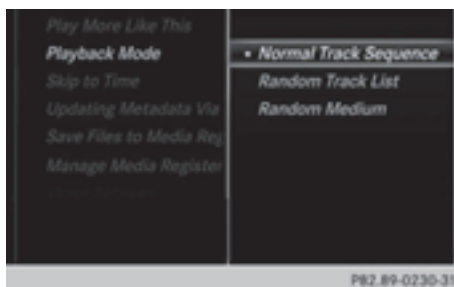 Play More Like This
Playback Mode
Skip to Time
Updating Metadata Via
Save Files to Media Reg
Manage Media Register
• Normal Track Sequence
Random Track List
Random Medium
P82.89-0230-31